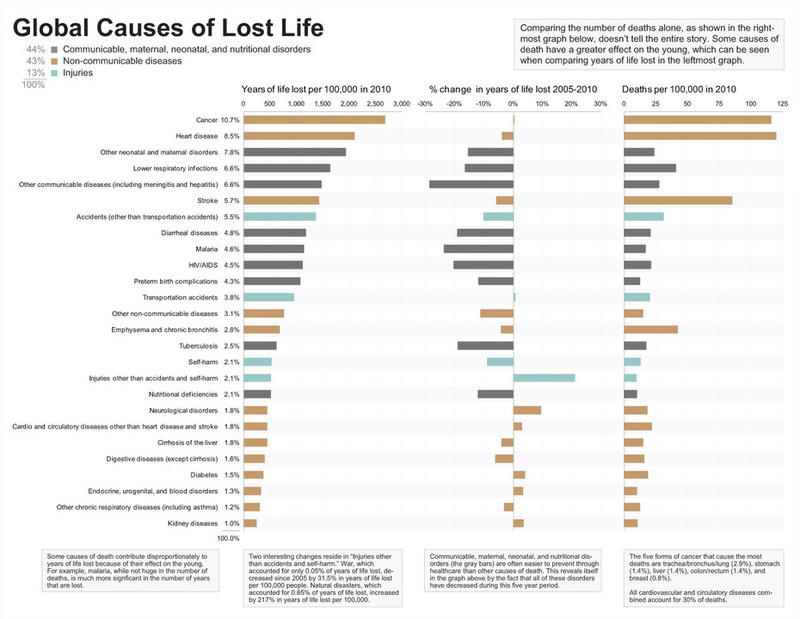 Global Causes of Lost Life
44% Communicable, maternal, neonatal, and nutritional disorders
43% Non-communicable diseases
13% Injuries
100%
Comparing the number of deaths alone, as shown in the right-
most graph below, doesn't tell the entire story. Some causes of
death have a greater effect on the young, which can be seen
when comparing years of life lost in the leftmost graph.
Years of life lost per 100,000 in 2010
% change in years of life lost 2005-2010
Deaths per 100,000 in 2010
0 500 1,000 1,500 2,000 2,500 3,000
-30% -20% -10% 0% 10% 20% 30%
0 25 50 75 100 125
Cancer 10.7%
Heart disease 8.5%
Other neonatal and maternal disorders 7.8%
Lower respiratory infections 6.6%
Other communicable diseases (including meningitis and hepatitis) 6.6%
Stroke 5.7%
Accidents (other than transportation accidents) 5.5%
Diarrheal diseases 4.8%
Malaria 4.6%
HIV/AIDS 4.5%
Preterm birth complications 4.3%
Transportation accidents 3.8%
Other non-communicable diseases 3.1%
Emphysema and chronic bronchitis 2.8%
Tuberculosis 2.5%
Self-harm 2.1%
Injuries other than accidents and self-harm 2.1%
Nutritional deficiencies 2.1%
Neurological disorders 1.8%
Cardio and circulatory diseases other than heart disease and stroke 1.8%
Cirrhosis of the liver 1.8%
Digestive diseases (except cirrhosis) 1.6%
Diabetes 1.5%
Endocrine, urogenital, and blood disorders 1.3%
Other chronic respiratory diseases (including asthma) 1.2%
Kidney diseases 1.0%
100.0%
Some causes of death contribute disproportionately to
years of life lost because of their effect on the young.
For example, malaria, while not huge in the number of
deaths, is much more signficant in the number of years
that are lost.
Two interesting changes reside in "Injuries other
than accidents and self-harm." War, which
accounted for only 0.05% of years of life lost, de-
creased since 2005 by 31.5% in years of life lost
per 100,000 people. Natural disasters, which
accounted for 0.65% of years of life lost, increased
by 217% in years of life lost per 100,000.
Communicable, maternal, neonatal, and nutritional dis-
orders (the gray bars) are often easier to prevent through
healthcare than other causes of death. This reveals itself
in the graph above by the fact that all of these disorders
have decreased during this five year period.
The five forms of cancer that cause the most
deaths are trachea/bronchus/lung (2.9%), stomach
(1.4%), liver (1.4%), colon/rectum (1.4%), and
breast (0.8%).
All cardiovascular and circulatory diseases com-
bined account for 30% of deaths.